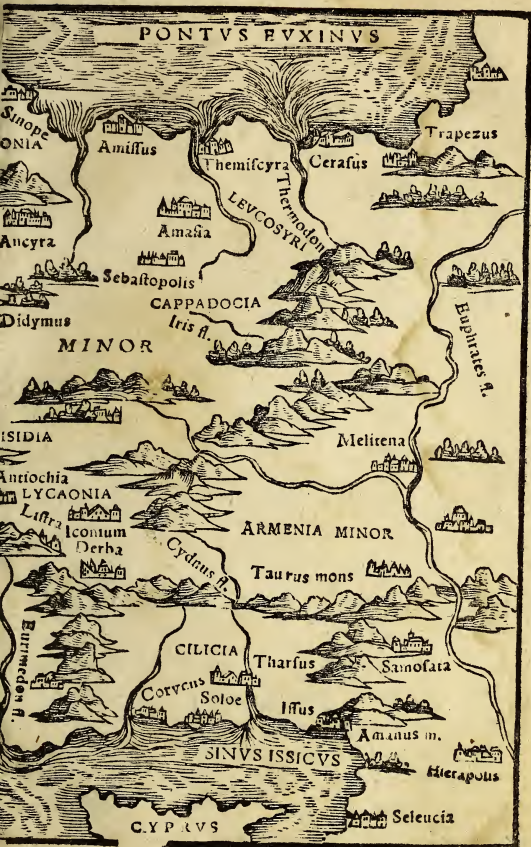 PONTVS EVXINVS
Sinope
ONIA
Amissus
Themiscyra
Cerasus
Trapezus
Thermodon
LEVCOSYRI
Amasia
Ancyra
Sebastopolis
CAPPADOCIA
Iris fl.
Didymus
MINOR
Euphrates fl.
Melitena
ISIDIA
Antiochia
LYCAONIA
Listra
Iconium
Derba
ARMENIA MINOR
Cydnus fl.
Taurus mons
Eurimedon fl.
CILICIA
Tharsus
Samosata
Corycus
Soloe
Issus
Amanus m.
SINVS ISSICVS
Hierapolis
CYPRVS
Seleucia